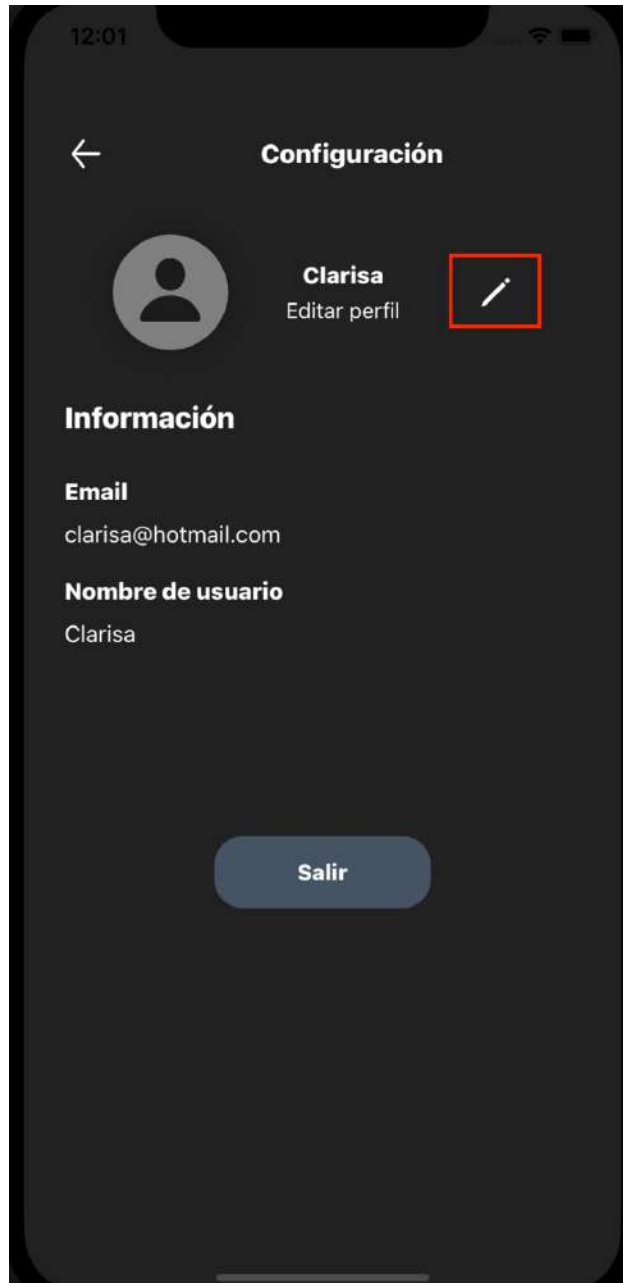 12:01
Configuración
Clarisa
Editar perfil
Información
Email
clarisa@hotmail.com
Nombre de usuario
Clarisa
Salir